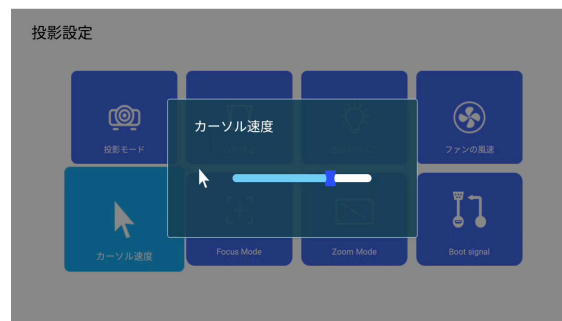 投影設定
投影モード
カーソル速度
ファンの風速
カーソル速度
Focus Mode
Zoom Mode
Boot signal